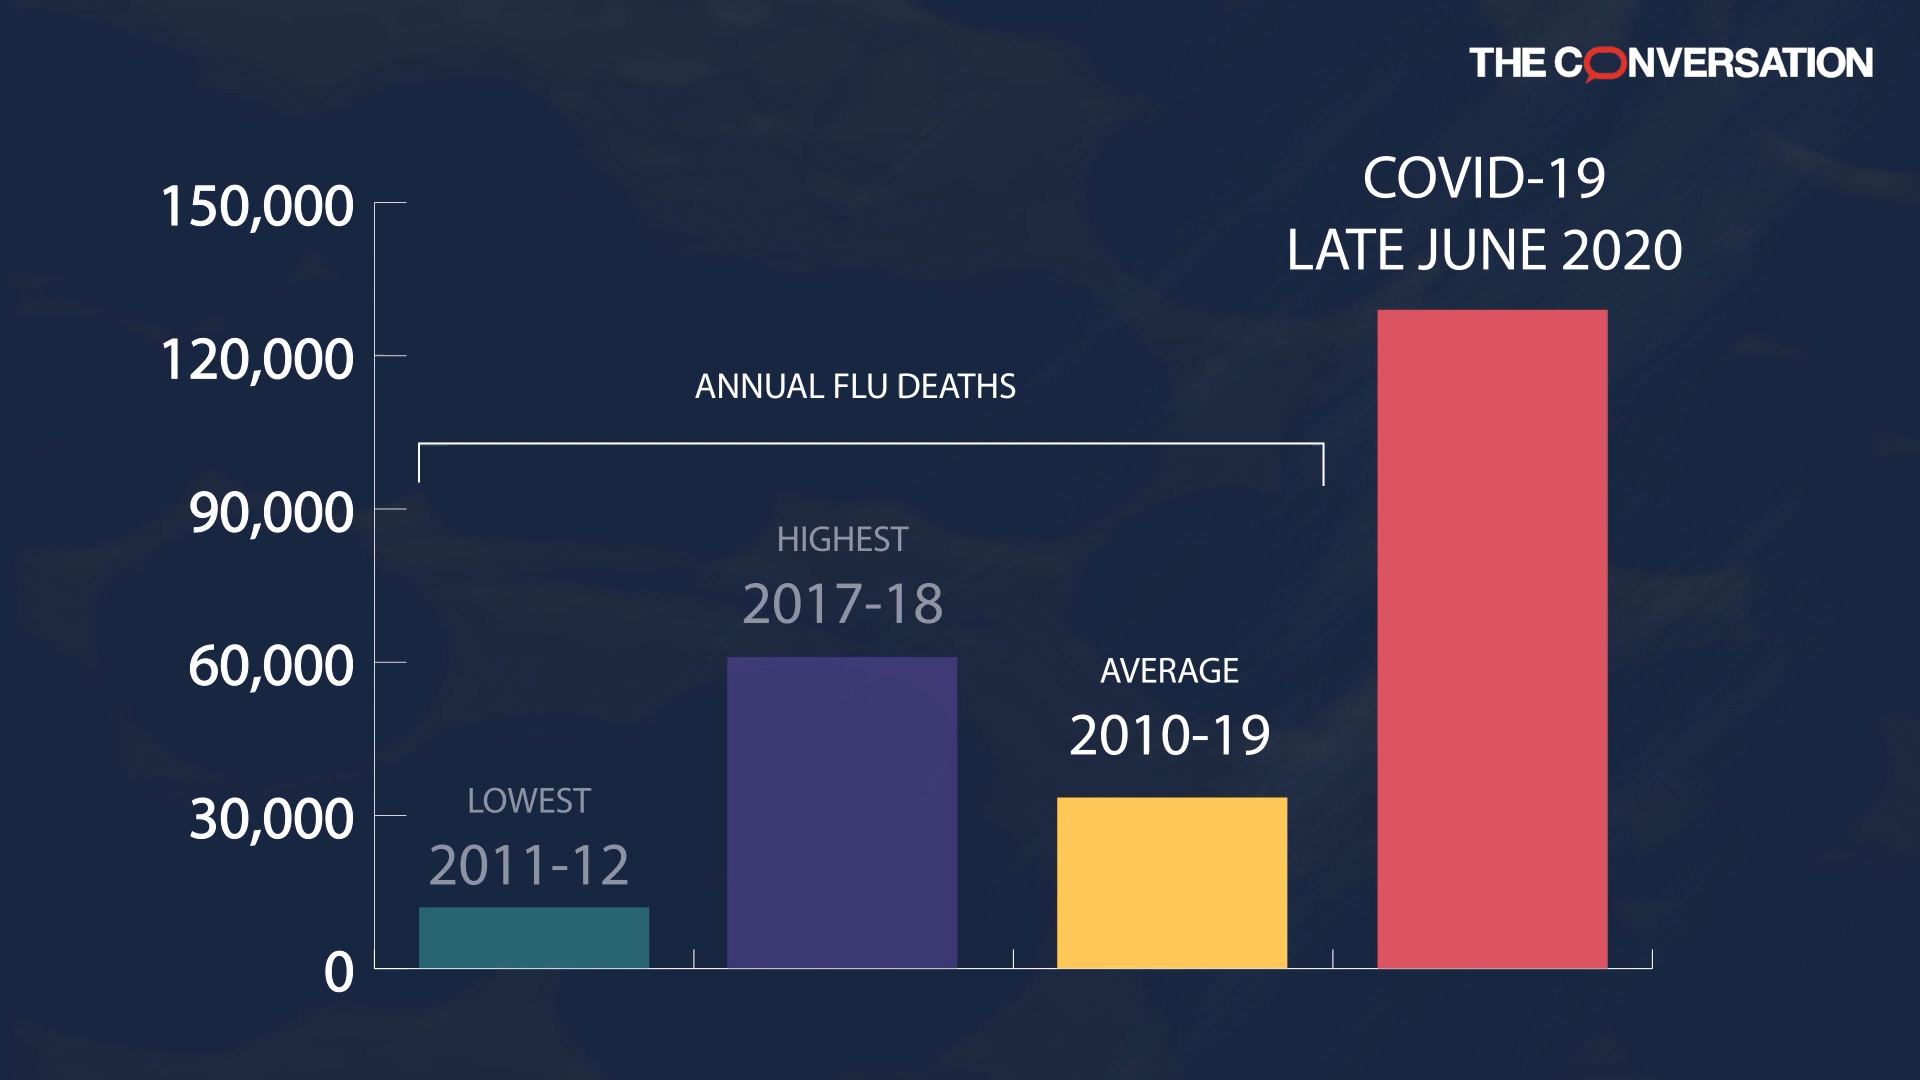 THE CONVERSATION
COVID-19
LATE JUNE 2020
150,000
120,000
90,000
60,000
30,000
0
ANNUAL FLU DEATHS
LOWEST
2011-12
HIGHEST
2017-18
AVERAGE
2010-19